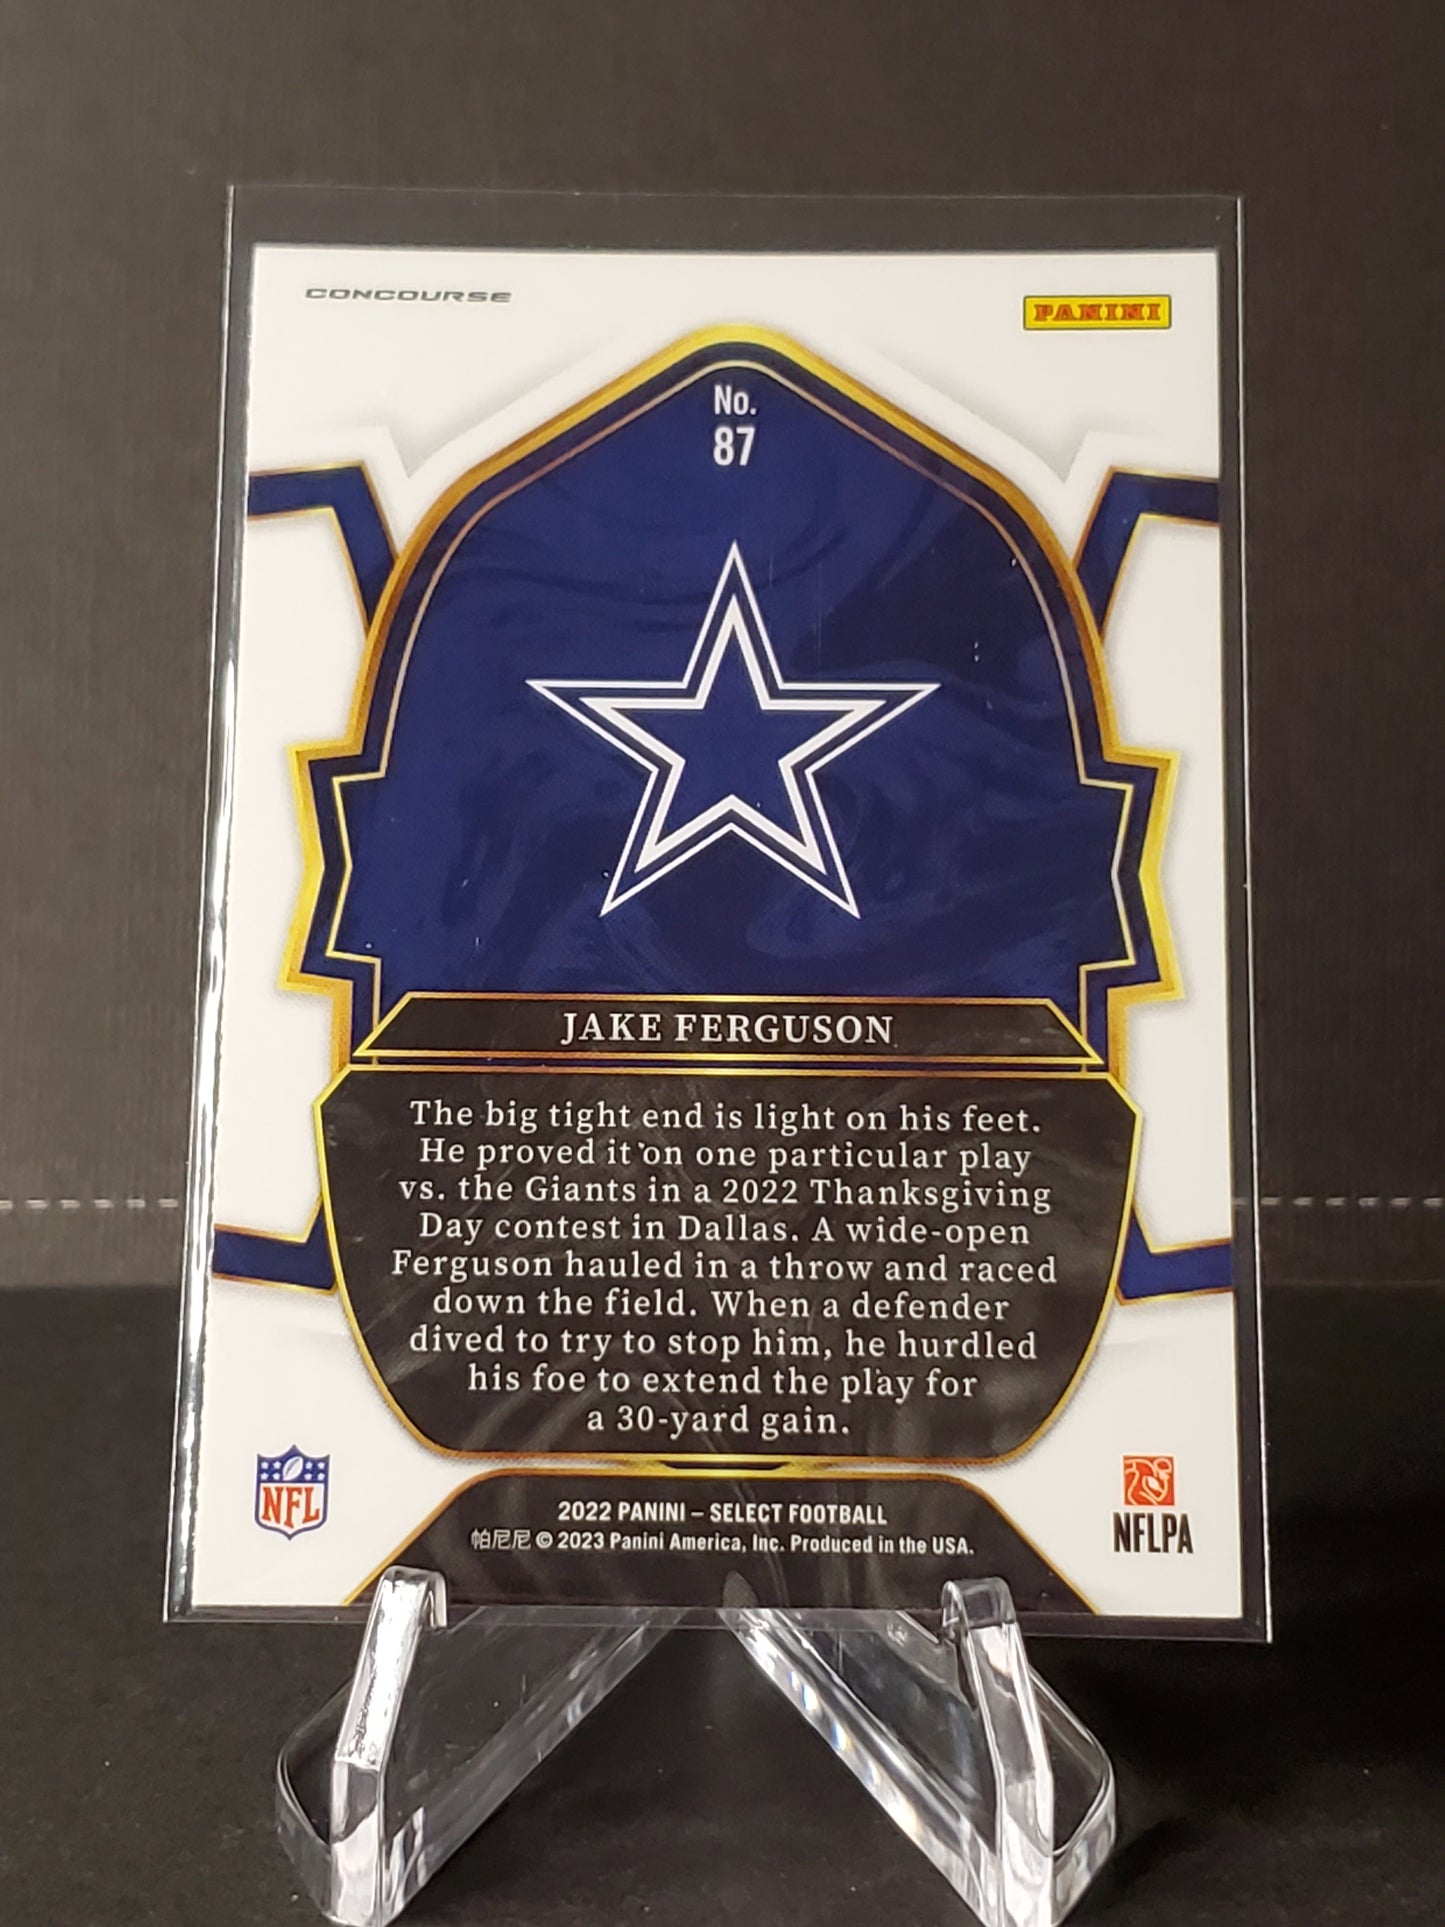 CONCOURSE
PANINI
No.
87
JAKE FERGUSON
The big tight end is light on his feet.
He proved it on one particular play
vs. the Giants in a 2022 Thanksgiving
Day contest in Dallas. A wide-open
Ferguson hauled in a throw and raced
down the field. When a defender
dived to try to stop him, he hurdled
his foe to extend the play for
a 30-yard gain.
NFL
2022 PANINI – SELECT FOOTBALL
帕尼尼 © 2023 Panini America, Inc. Produced in the USA.
NFLPA